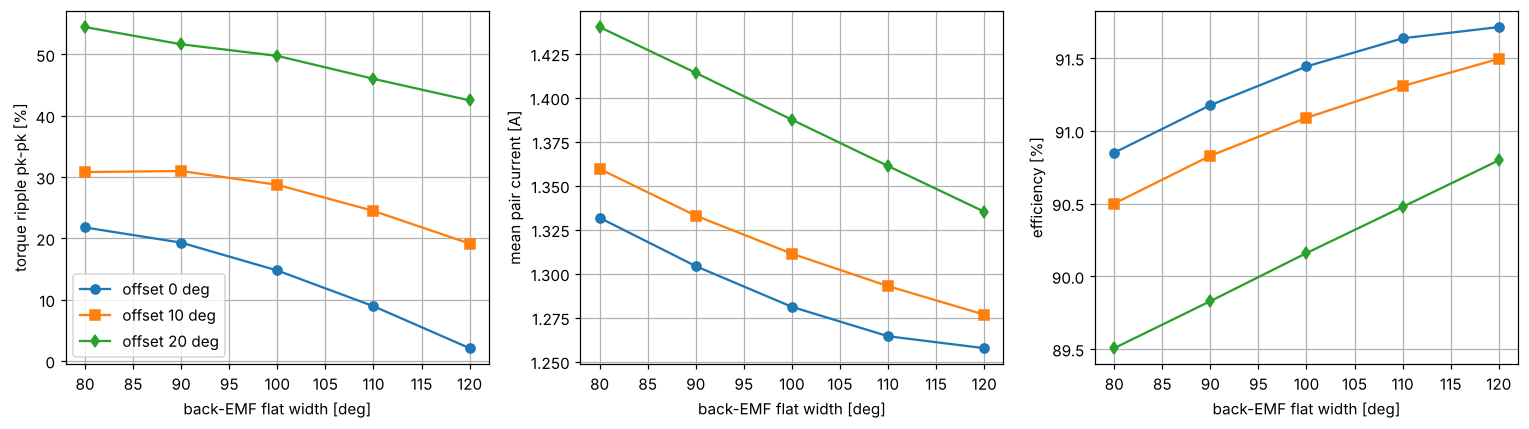 torque ripple pk-pk [%]
50
40
30
20
10
0
offset 0 deg
offset 10 deg
offset 20 deg
80 85 90 95 100 105 110 115 120
back-EMF flat width [deg]
mean pair current [A]
1.425
1.400
1.375
1.350
1.325
1.300
1.275
1.250
80 85 90 95 100 105 110 115 120
back-EMF flat width [deg]
efficiency [%]
91.5
91.0
90.5
90.0
89.5
80 85 90 95 100 105 110 115 120
back-EMF flat width [deg]